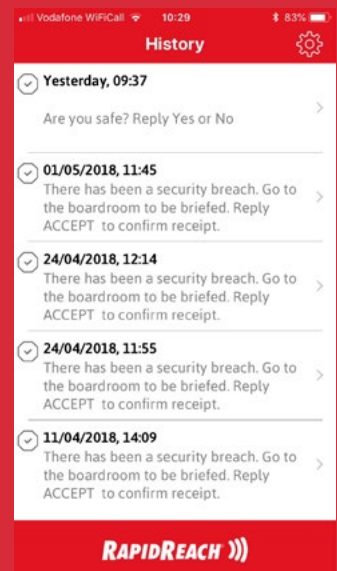 Vodafone WiFiCall 10:29 83%
History
Yesterday, 09:37
Are you safe? Reply Yes or No
01/05/2018, 11:45
There has been a security breach. Go to
the boardroom to be briefed. Reply
ACCEPT to confirm receipt.
24/04/2018, 12:14
There has been a security breach. Go to
the boardroom to be briefed. Reply
ACCEPT to confirm receipt.
24/04/2018, 11:55
There has been a security breach. Go to
the boardroom to be briefed. Reply
ACCEPT to confirm receipt.
11/04/2018, 14:09
There has been a security breach. Go to
the boardroom to be briefed. Reply
ACCEPT to confirm receipt.
RAPIDREACH